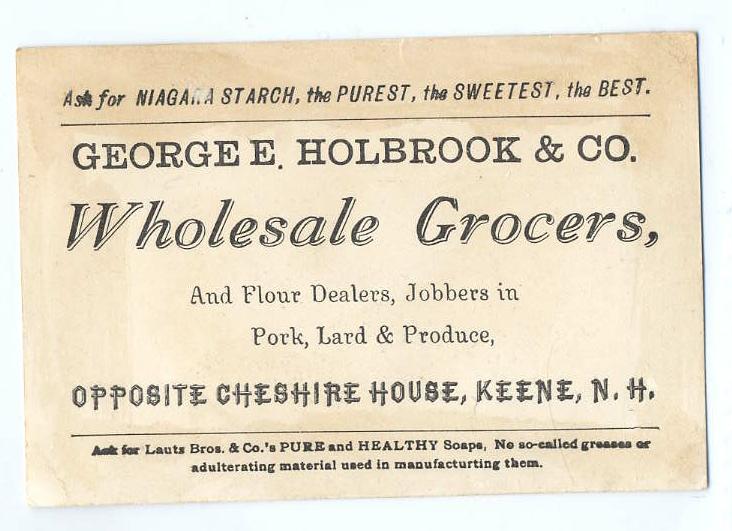 Ask for NIAGARA STARCH, the PUREST, the SWEETEST, the BEST.
GEORGE E. HOLBROOK & CO.
Wholesale Grocers,
And Flour Dealers, Jobbers in
Pork, Lard & Produce,
OPPOSITE CHESHIRE HOUSE, KEENE, N. H.
Ask for Lauts Bros. & Co.'s PURE and HEALTHY Soaps, No so-called greases or
adulterating material used in manufacturting them.